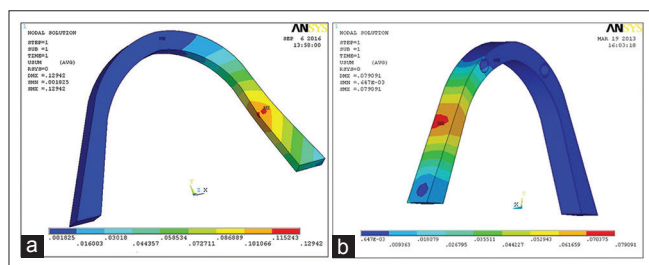 1
ANSYS
NODAL SOLUTION
SEP 6 2016
13:58:00
STEP=1
SUB =1
TIME=1
USUM (AVG)
RSYS=0
DMX =.12942
SMN =.001825
SMX =.12942
MX
Z X
.001825 .03018 .058534 .086889 .115243
.016003 .044357 .072711 .101066 .12942
a
1
ANSYS
NODAL SOLUTION
MAR 19 2013
16:03:18
STEP=1
SUB =1
TIME=1
USUM (AVG)
RSYS=0
DMX =.079091
SMN =.647E-03
SMX =.079091
.647E-03 .018079 .035511 .052943 .070375
.009363 .026795 .044227 .061659 .079091
b